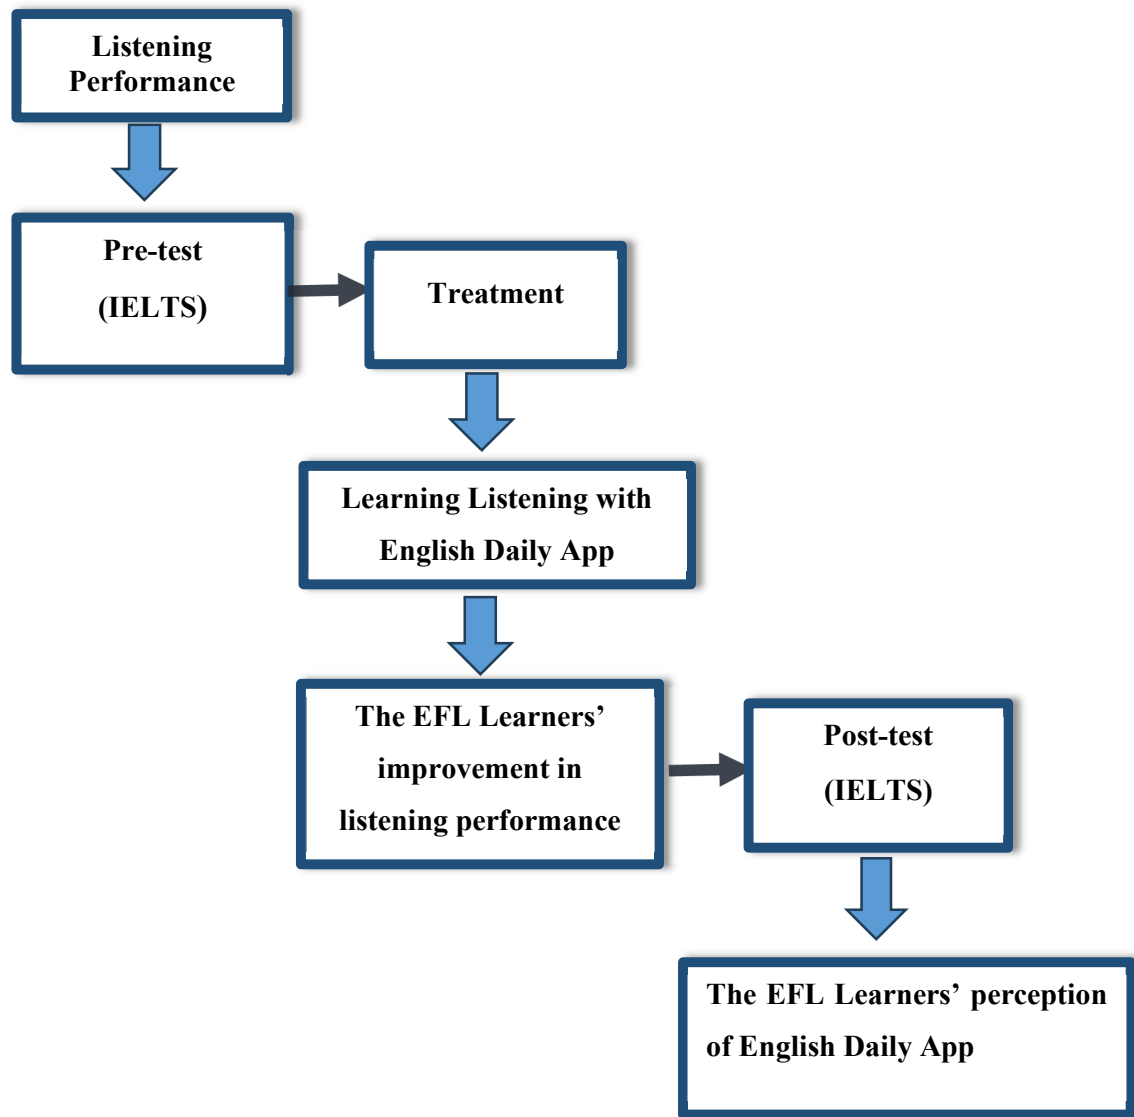 Listening
Performance
Pre-test
(IELTS)
Treatment
Learning Listening with
English Daily App
The EFL Learners’
improvement in
listening performance
Post-test
(IELTS)
The EFL Learners’ perception
of English Daily App